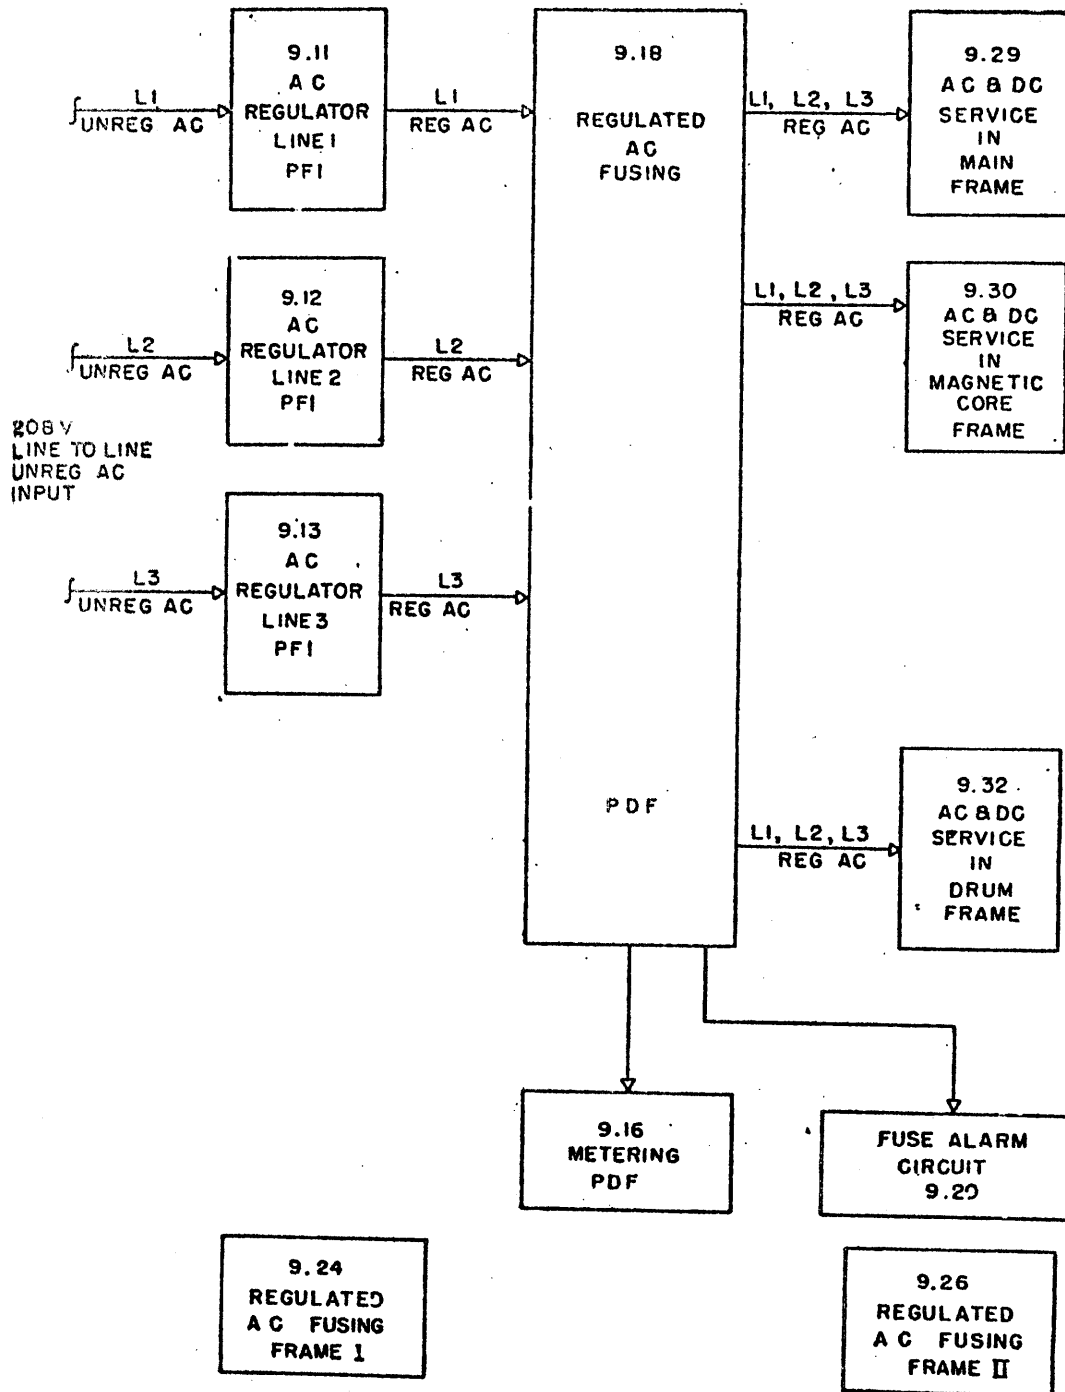 9.11
AC
REGULATOR
LINE 1
PF1
L1
UNREG AC
L1
REG AC
9.18
REGULATED
AC
FUSING
PDF
L1, L2, L3
REG AC
9.29
AC & DC
SERVICE
IN
MAIN
FRAME
9.12
AC
REGULATOR
LINE 2
PF1
L2
UNREG AC
L2
REG AC
L1, L2, L3
REG AC
9.30
AC & DC
SERVICE
IN
MAGNETIC
CORE
FRAME
208V
LINE TO LINE
UNREG AC
INPUT
9.13
AC
REGULATOR
LINE 3
PF1
L3
UNREG AC
L3
REG AC
L1, L2, L3
REG AC
9.32
AC & DC
SERVICE
IN
DRUM
FRAME
9.16
METERING
PDF
FUSE ALARM
CIRCUIT
9.20
9.24
REGULATED
AC FUSING
FRAME I
9.26
REGULATED
AC FUSING
FRAME II